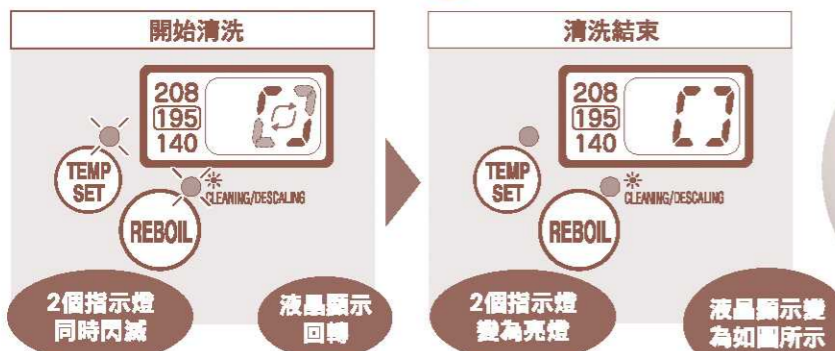 開始清洗
208
195
140
TEMP
SET
CLEANING/DESCALING
REBOIL
2個指示燈
同時閃滅
液晶顯示
回轉
清洗結束
208
195
140
TEMP
SET
CLEANING/DESCALING
REBOIL
2個指示燈
變為亮燈
液晶顯示變
為如圖所示